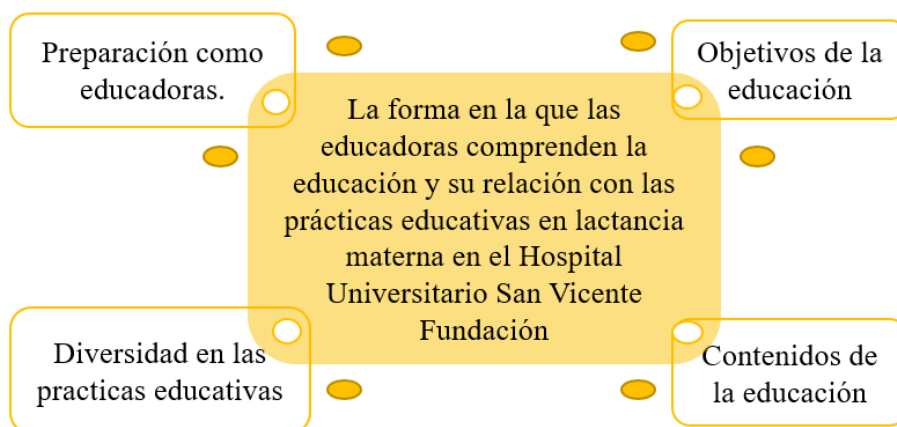 Preparación como
educadoras.
Objetivos de la
educación
La forma en la que las
educadoras comprenden la
educación y su relación con las
prácticas educativas en lactancia
materna en el Hospital
Universitario San Vicente
Fundación
Diversidad en las
practicas educativas
Contenidos de
la educación